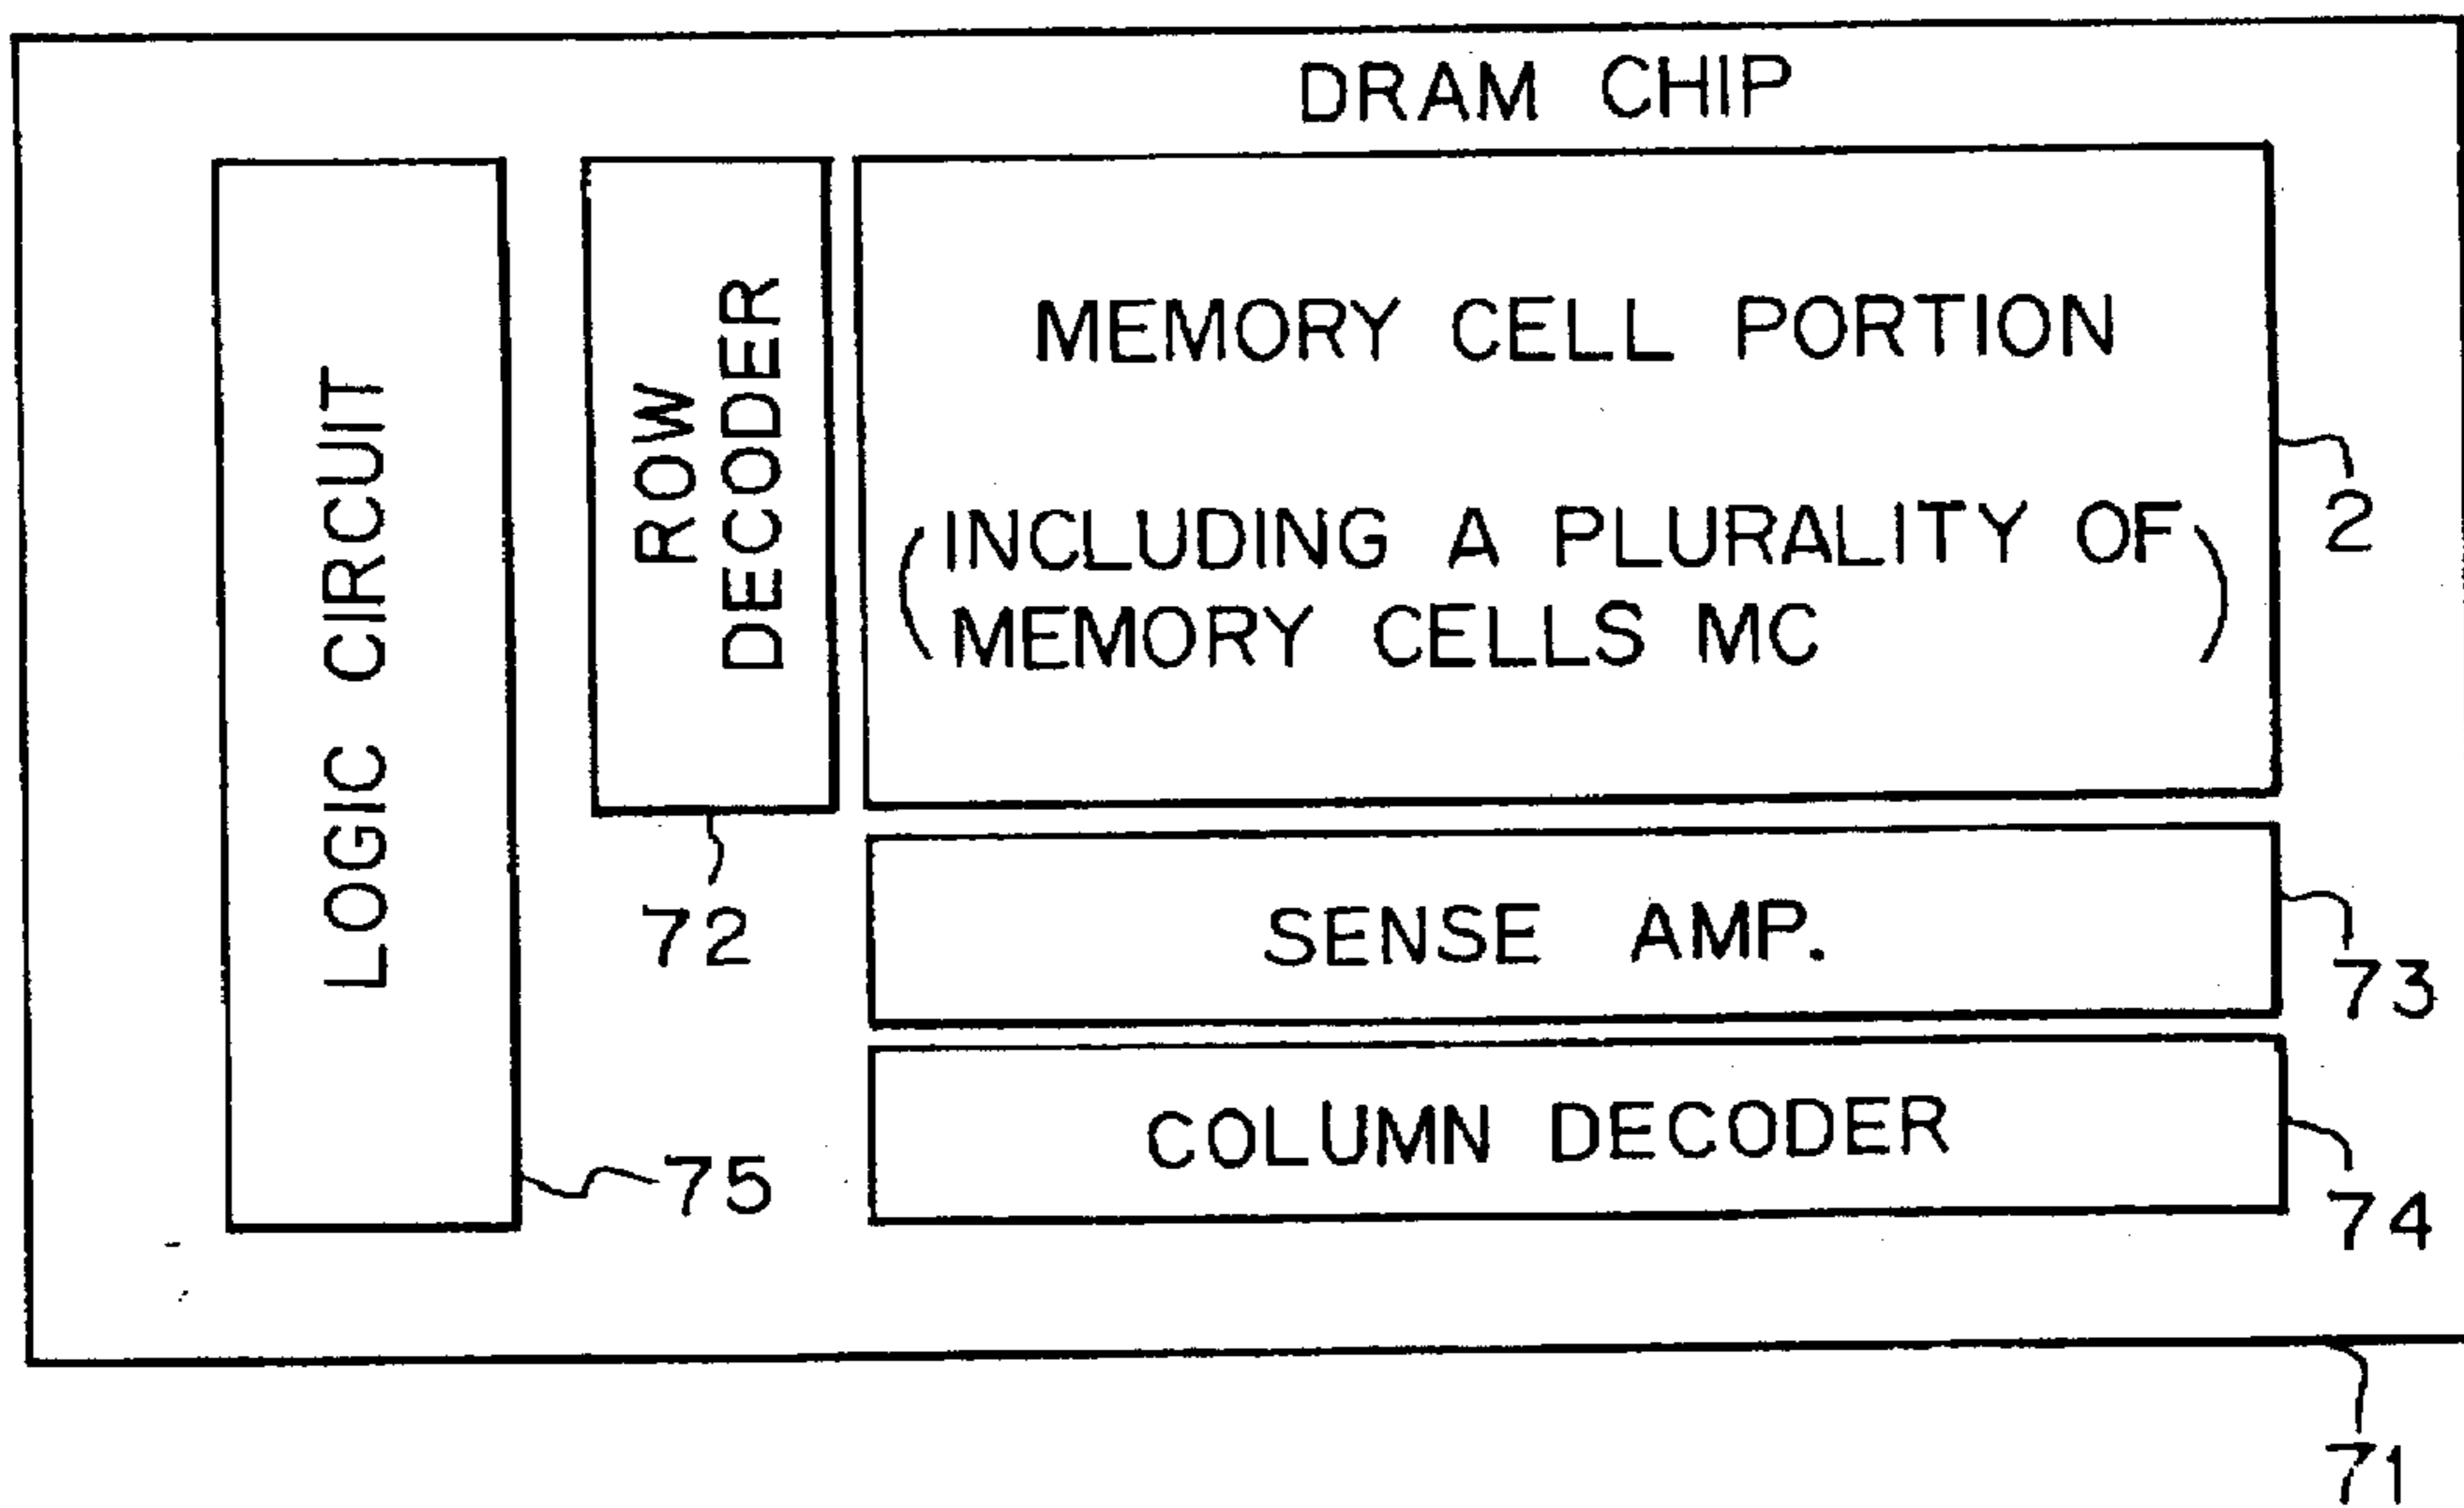 DRAM CHIP
LOGIC CIRCUIT
ROW
DECODER
MEMORY CELL PORTION
(INCLUDING A PLURALITY OF
MEMORY CELLS MC)
2
72
SENSE AMP.
73
COLUMN DECODER
75
74
71